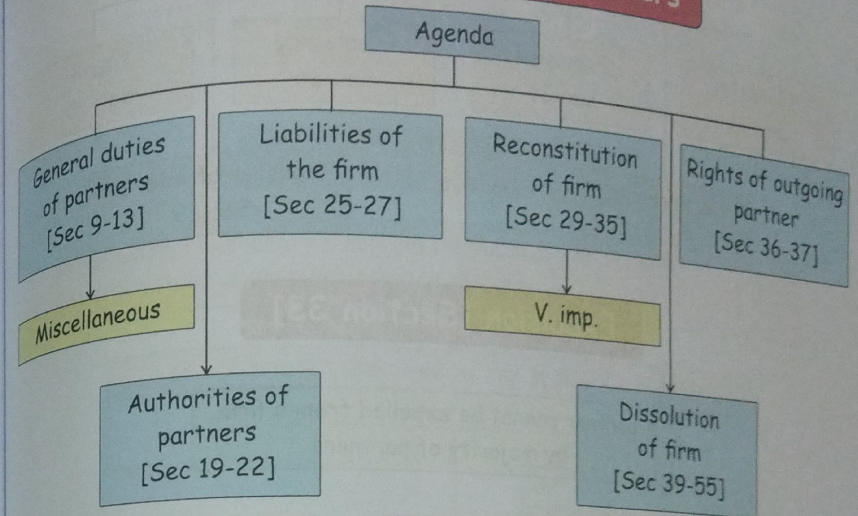 Agenda
General duties
of partners
[Sec 9-13]
Liabilities of
the firm
[Sec 25-27]
Reconstitution
of firm
[Sec 29-35]
Rights of outgoing
partner
[Sec 36-37]
Miscellaneous
V. imp.
Authorities of
partners
[Sec 19-22]
Dissolution
of firm
[Sec 39-55]